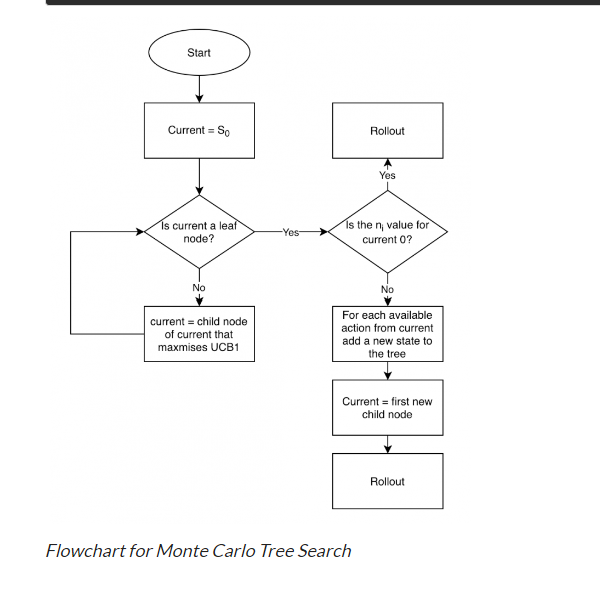 Start
Current = S₀
Rollout
Yes
Is current a leaf
node?
Yes
Is the nᵢ value for
current 0?
No
No
current = child node
of current that
maxmises UCB1
For each available
action from current
add a new state to
the tree
Current = first new
child node
Rollout
Flowchart for Monte Carlo Tree Search